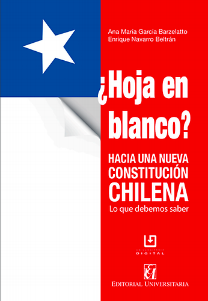 Ana María García Barzelatto
Enrique Navarro Beltrán
¿Hoja en
blanco?
HACIA UNA NUEVA
CONSTITUCIÓN
CHILENA
Lo que debemos saber
DIGITAL
EDITORIAL UNIVERSITARIA